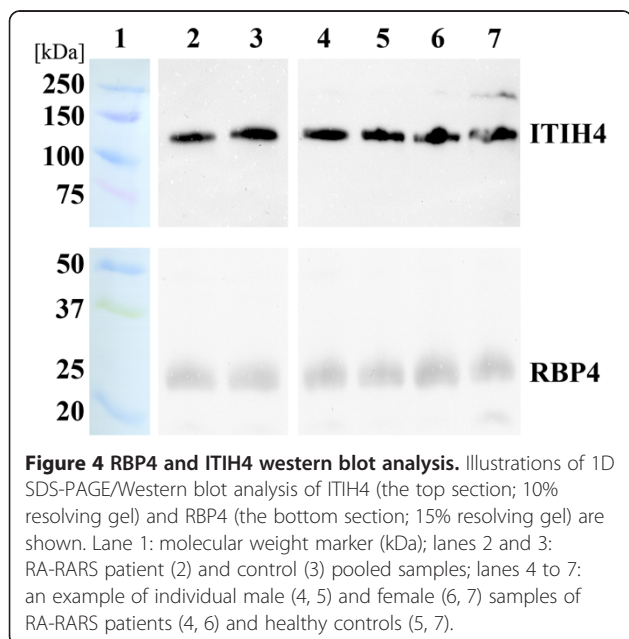 [kDa] 1 2 3 4 5 6 7
250
150
100
75
ITIH4
50
37
25
20
RBP4
Figure 4 RBP4 and ITIH4 western blot analysis. Illustrations of 1D
SDS-PAGE/Western blot analysis of ITIH4 (the top section; 10%
resolving gel) and RBP4 (the bottom section; 15% resolving gel) are
shown. Lane 1: molecular weight marker (kDa); lanes 2 and 3:
RA-RARS patient (2) and control (3) pooled samples; lanes 4 to 7:
an example of individual male (4, 5) and female (6, 7) samples of
RA-RARS patients (4, 6) and healthy controls (5, 7).